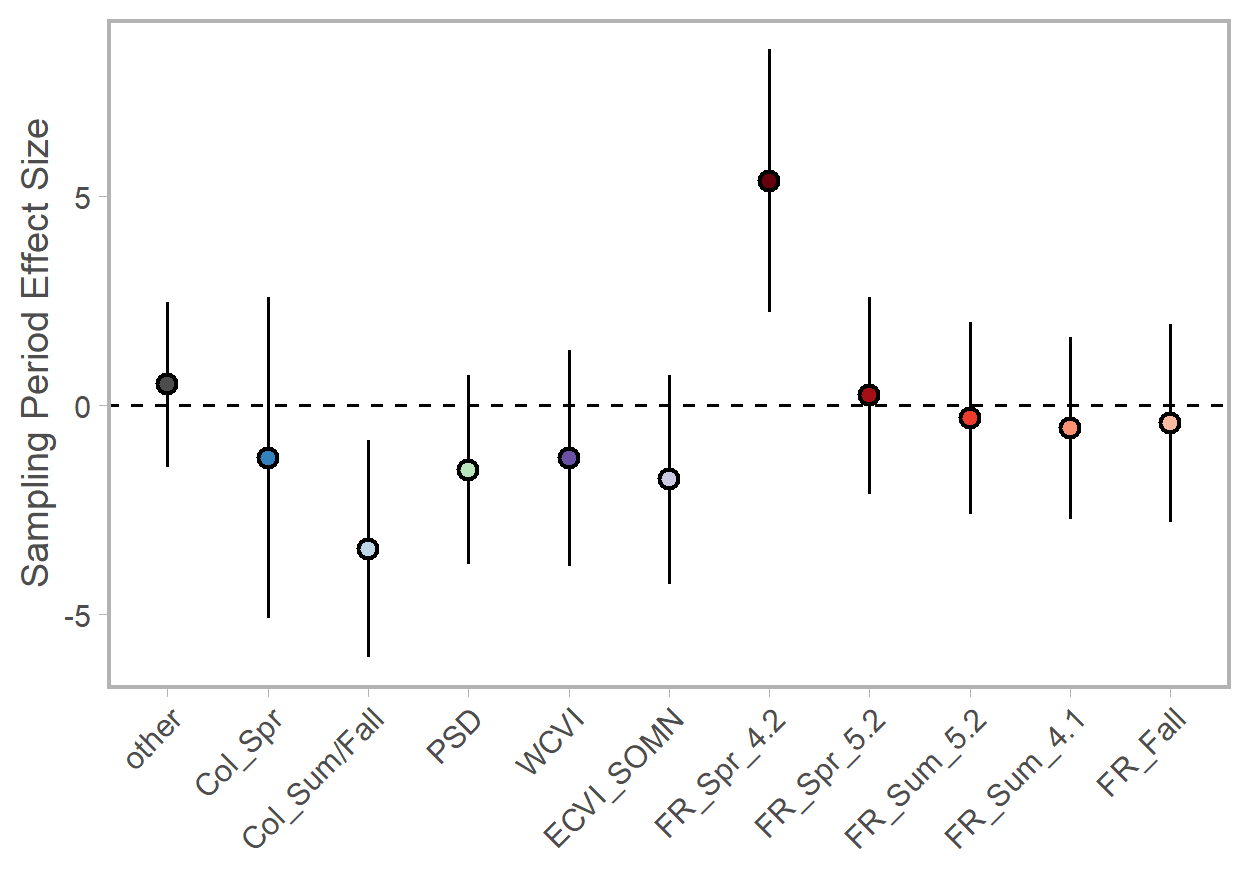 Sampling Period Effect Size
5
0
-5
other
Col_Spr
Col_Sum/Fall
PSD
WCVI
ECVI_SOMN
FR_Spr_4.2
FR_Spr_5.2
FR_Sum_5.2
FR_Sum_4.1
FR_Fall